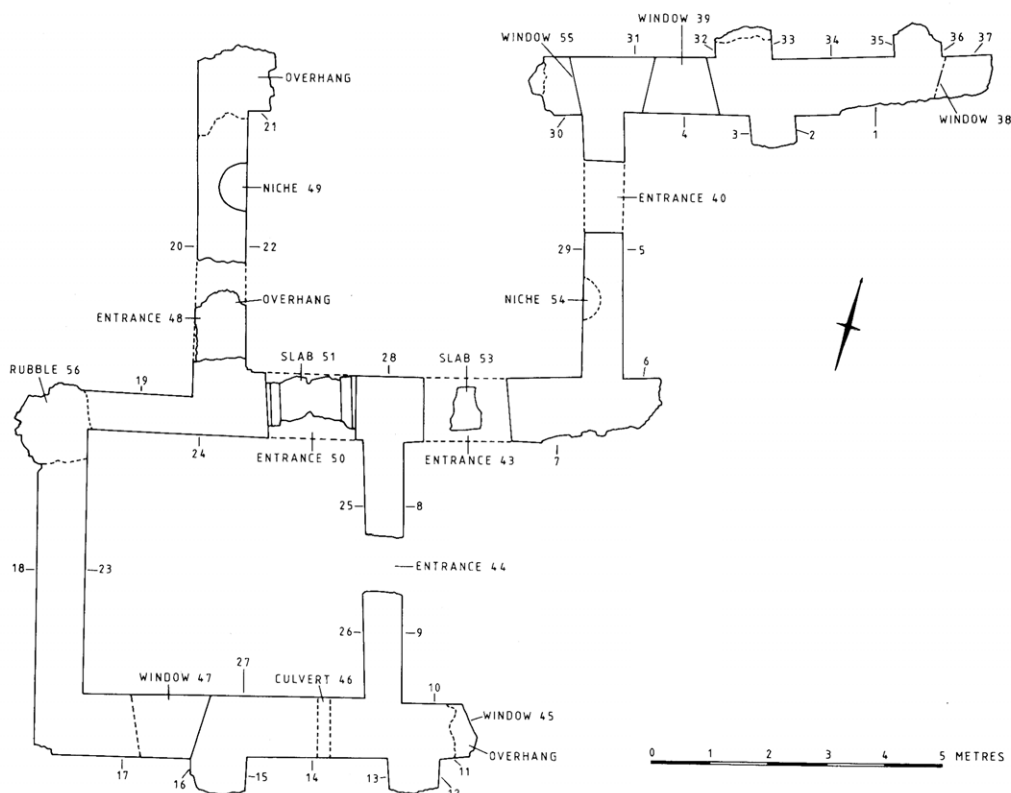 WINDOW 39
31
32
33
34
35
36
37
WINDOW 55
OVERHANG
21
30
4
3
2
1
WINDOW 38
NICHE 49
ENTRANCE 40
20
22
29
5
NICHE 54
OVERHANG
ENTRANCE 48
SLAB 51
28
SLAB 53
6
RUBBLE 56
19
24
ENTRANCE 50
ENTRANCE 43
7
25
8
18
23
ENTRANCE 44
26
9
27
WINDOW 47
CULVERT 46
10
WINDOW 45
OVERHANG
17
16
15
14
13
11
12
0 1 2 3 4 5 METRES